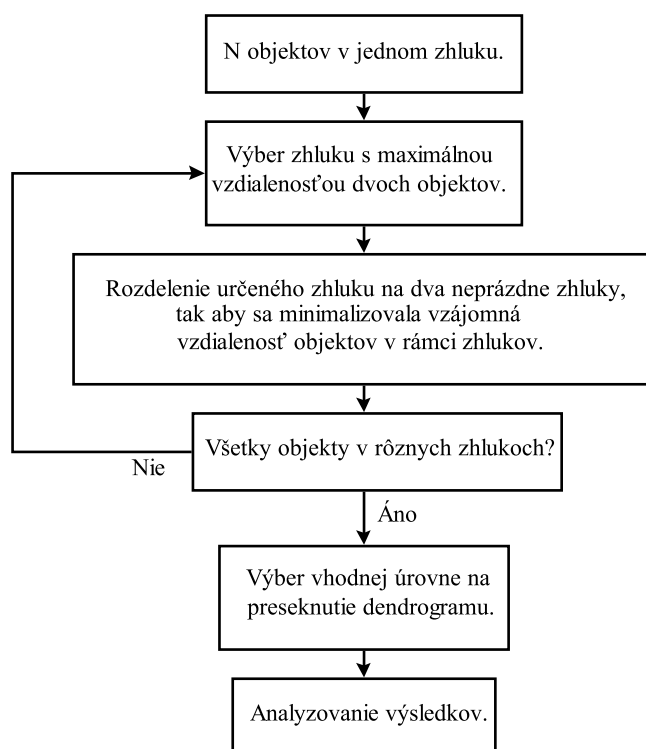 N objektov v jednom zhluku.
Výber zhluku s maximálnou
vzdialenosťou dvoch objektov.
Rozdelenie určeného zhluku na dva neprázdne zhluky,
tak aby sa minimalizovala vzájomná
vzdialenosť objektov v rámci zhlukov.
Všetky objekty v rôznych zhlukoch?
Nie
Áno
Výber vhodnej úrovne na
preseknutie dendrogramu.
Analyzovanie výsledkov.